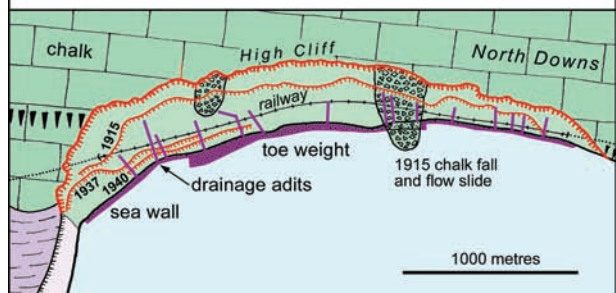 chalk
High Cliff
North Downs
railway
1915
toe weight
1915 chalk fall
and flow slide
drainage adits
1937
1940
sea wall
1000 metres